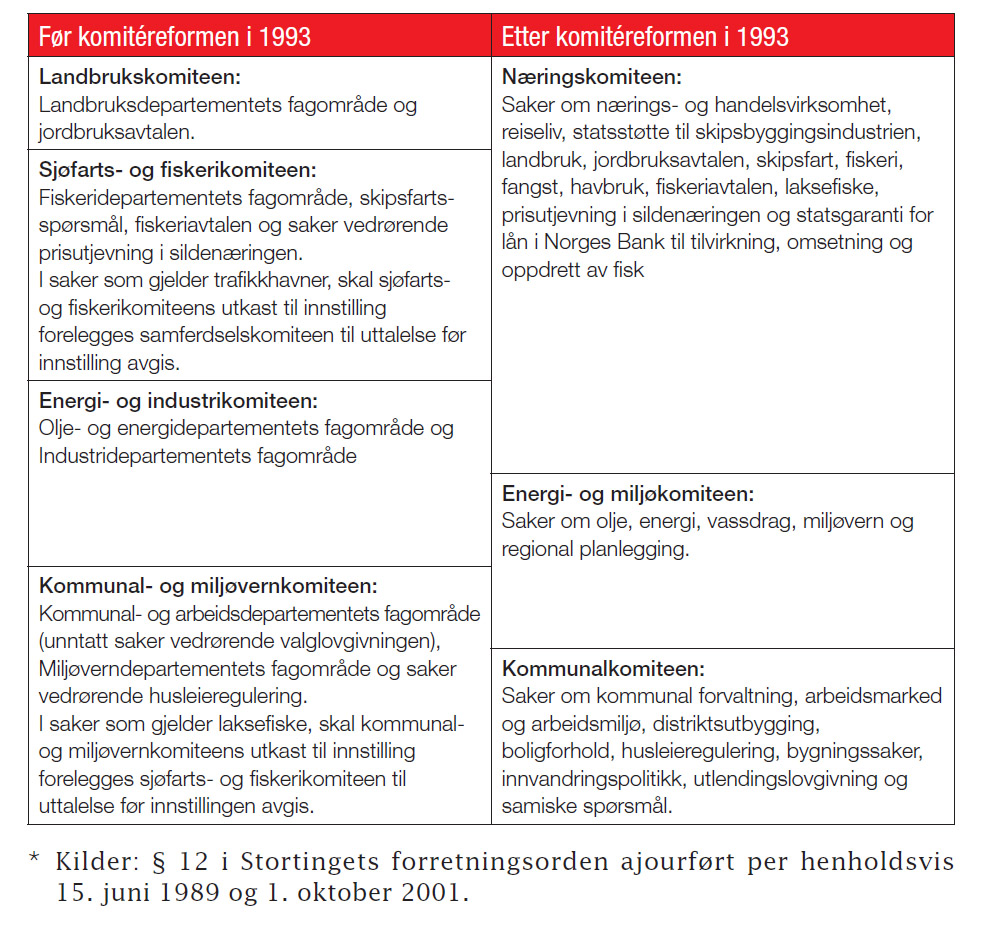 Før komitéreformen i 1993
Landbrukskomiteen:
Landbruksdepartementets fagområde og
jordbruksavtalen.
Sjøfarts- og fiskerikomiteen:
Fiskeridepartementets fagområde, skipsfarts-
spørsmål, fiskeriavtalen og saker vedrørende
prisutjevning i sildenæringen.
I saker som gjelder trafikkhavner, skal sjøfarts-
og fiskerikomiteens utkast til innstilling
forelegges samferdselskomiteen til uttalelse før
innstilling avgis.
Energi- og industrikomiteen:
Olje- og energidepartementets fagområde og
Industridepartementets fagområde
Kommunal- og miljøvernkomiteen:
Kommunal- og arbeidsdepartementets fagområde
(unntatt saker vedrørende valglovgivningen),
Miljøverndepartementets fagområde og saker
vedrørende husleieregulering.
I saker som gjelder laksefiske, skal kommunal-
og miljøvernkomiteens utkast til innstilling
forelegges sjøfarts- og fiskerikomiteen til
uttalelse før innstillingen avgis.
Etter komitéreformen i 1993
Næringskomiteen:
Saker om nærings- og handelsvirksomhet,
reiseliv, statsstøtte til skipsbyggingsindustrien,
landbruk, jordbruksavtalen, skipsfart, fiskeri,
fangst, havbruk, fiskeriavtalen, laksefiske,
prisutjevning i sildenæringen og statsgaranti for
lån i Norges Bank til tilvirkning, omsetning og
oppdrett av fisk
Energi- og miljøkomiteen:
Saker om olje, energi, vassdrag, miljøvern og
regional planlegging.
Kommunalkomiteen:
Saker om kommunal forvaltning, arbeidsmarked
og arbeidsmiljø, distriktsutbygging,
boligforhold, husleieregulering, bygningssaker,
innvandringspolitikk, utlendingslovgivning og
samiske spørsmål.
* Kilder: § 12 i Stortingets forretningsorden ajourført per henholdsvis
15. juni 1989 og 1. oktober 2001.